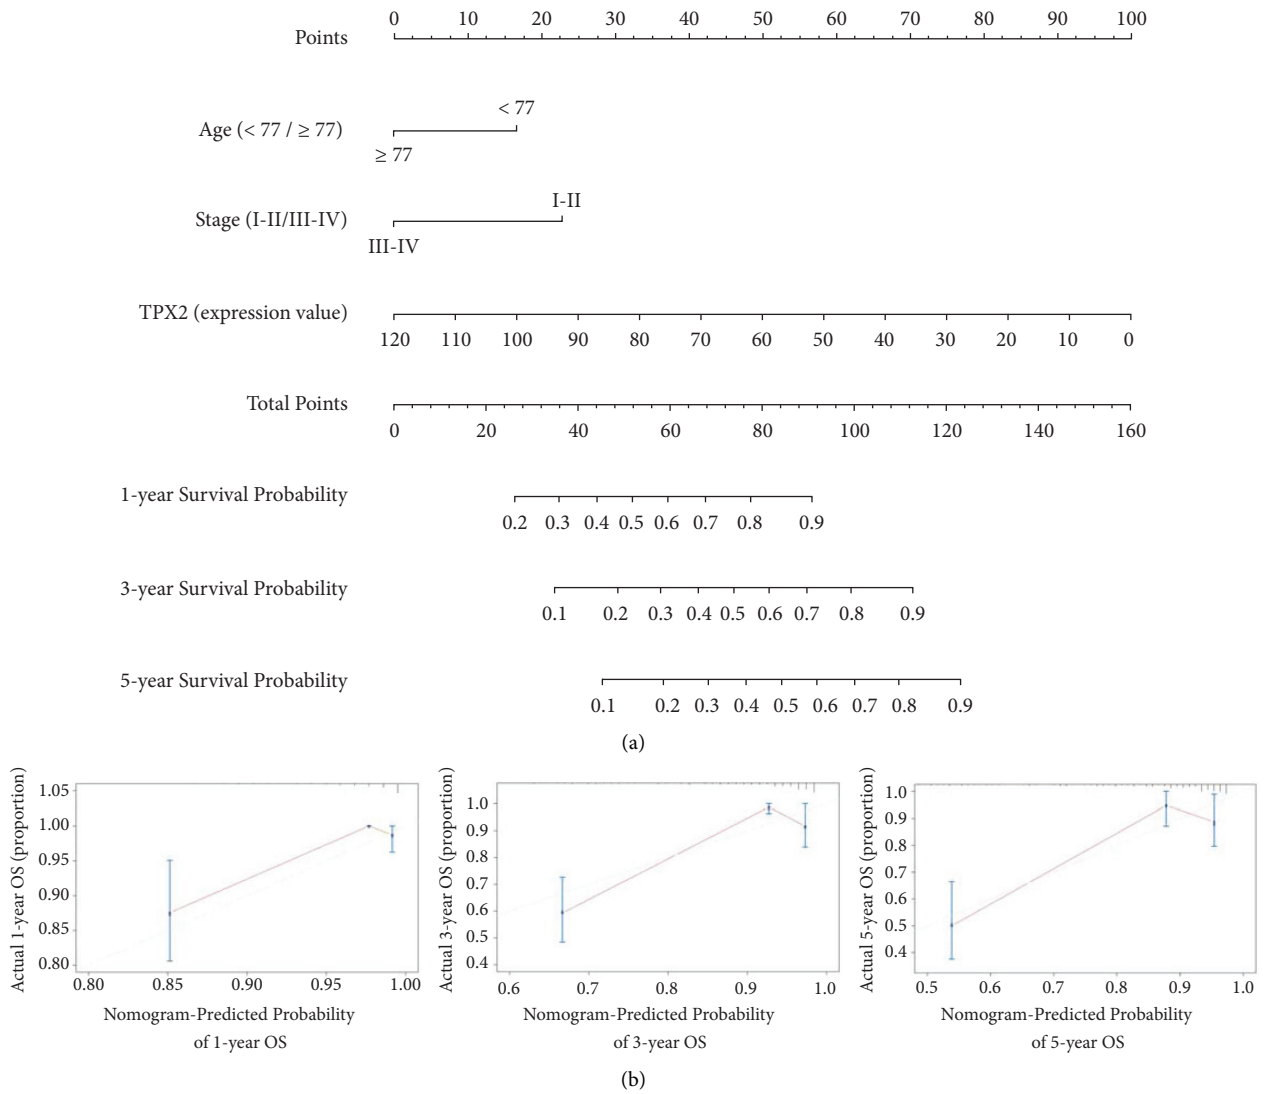 0 10 20 30 40 50 60 70 80 90 100
Points
< 77
Age (< 77 / ≥ 77)
≥ 77
I-II
Stage (I-II/III-IV)
III-IV
TPX2 (expression value)
120 110 100 90 80 70 60 50 40 30 20 10 0
Total Points
0 20 40 60 80 100 120 140 160
1-year Survival Probability
0.2 0.3 0.4 0.5 0.6 0.7 0.8 0.9
3-year Survival Probability
0.1 0.2 0.3 0.4 0.5 0.6 0.7 0.8 0.9
5-year Survival Probability
0.1 0.2 0.3 0.4 0.5 0.6 0.7 0.8 0.9
(a)
Actual 1-year OS (proportion)
1.05
1.00
0.95
0.90
0.85
0.80
0.80 0.85 0.90 0.95 1.00
Nomogram-Predicted Probability
of 1-year OS
Actual 3-year OS (proportion)
1.0
0.9
0.8
0.7
0.6
0.5
0.4
0.6 0.7 0.8 0.9 1.0
Nomogram-Predicted Probability
of 3-year OS
Actual 5-year OS (proportion)
1.0
0.9
0.8
0.7
0.6
0.5
0.4
0.5 0.6 0.7 0.8 0.9 1.0
Nomogram-Predicted Probability
of 5-year OS
(b)